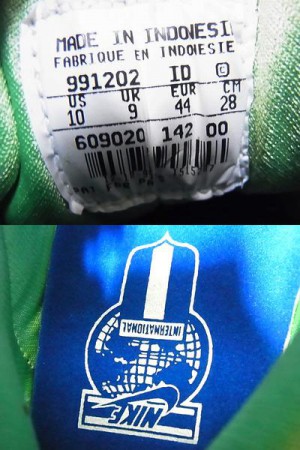 MADE IN INDONESIA
FABRIQUE EN INDONESIE
991202 ID C
US UK EUR CM
10 9 44 28
609020 142 00
INTERNATIONAL
NIKE